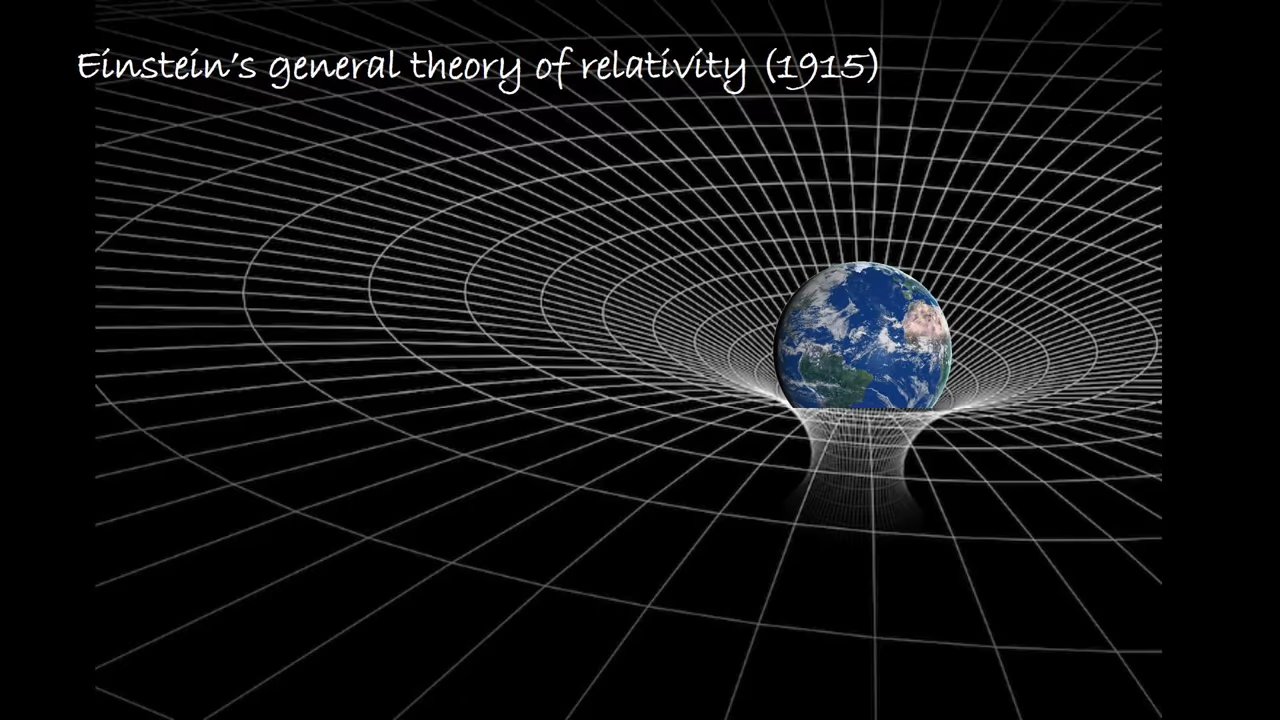 Einstein's general theory of relativity (1915)